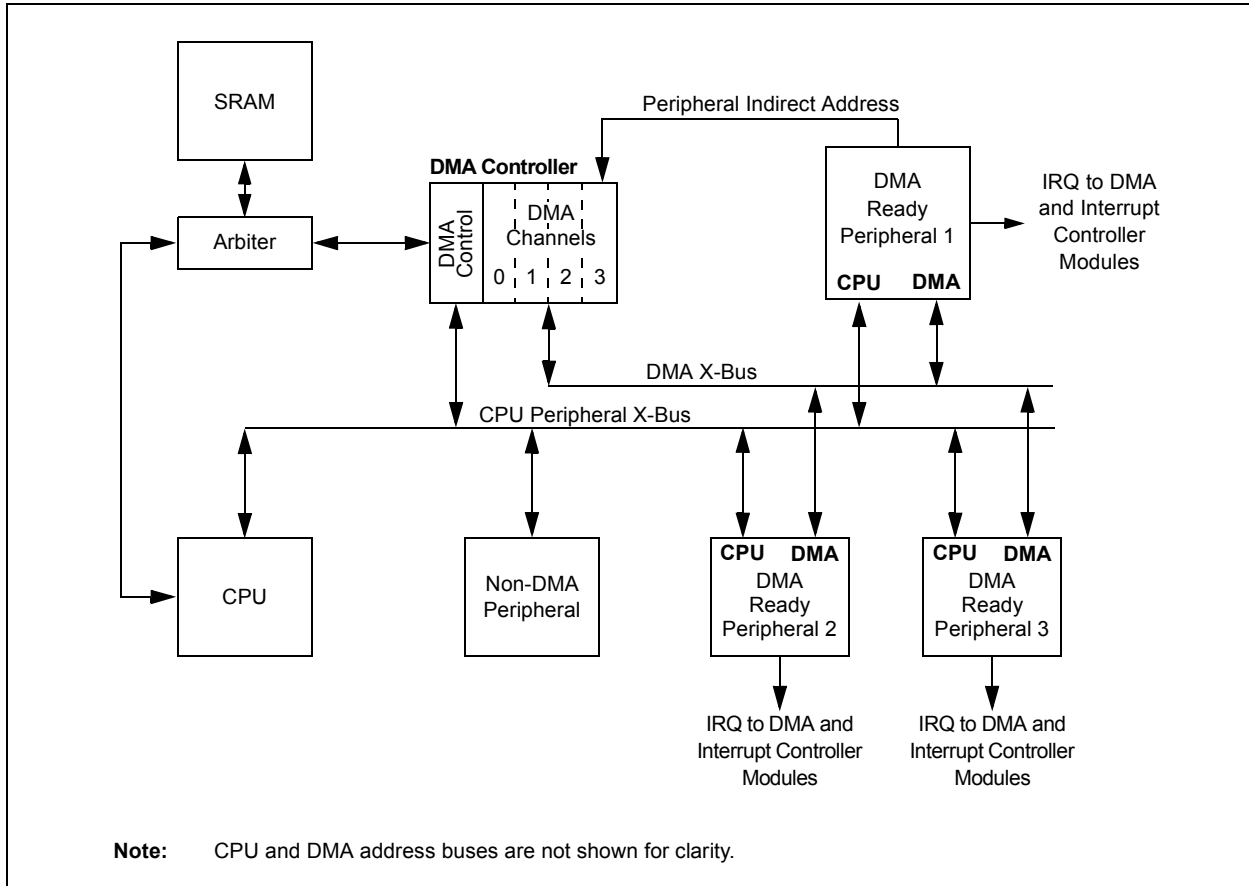 SRAM
Peripheral Indirect Address
DMA Controller
DMA
Ready
Peripheral 1
CPU DMA
IRQ to DMA
and Interrupt
Controller
Modules
Arbiter
DMA
Control
DMA
Channels
0 1 2 3
DMA X-Bus
CPU Peripheral X-Bus
CPU
Non-DMA
Peripheral
CPU DMA
DMA
Ready
Peripheral 2
CPU DMA
DMA
Ready
Peripheral 3
IRQ to DMA and
Interrupt Controller
Modules
IRQ to DMA and
Interrupt Controller
Modules
Note: CPU and DMA address buses are not shown for clarity.